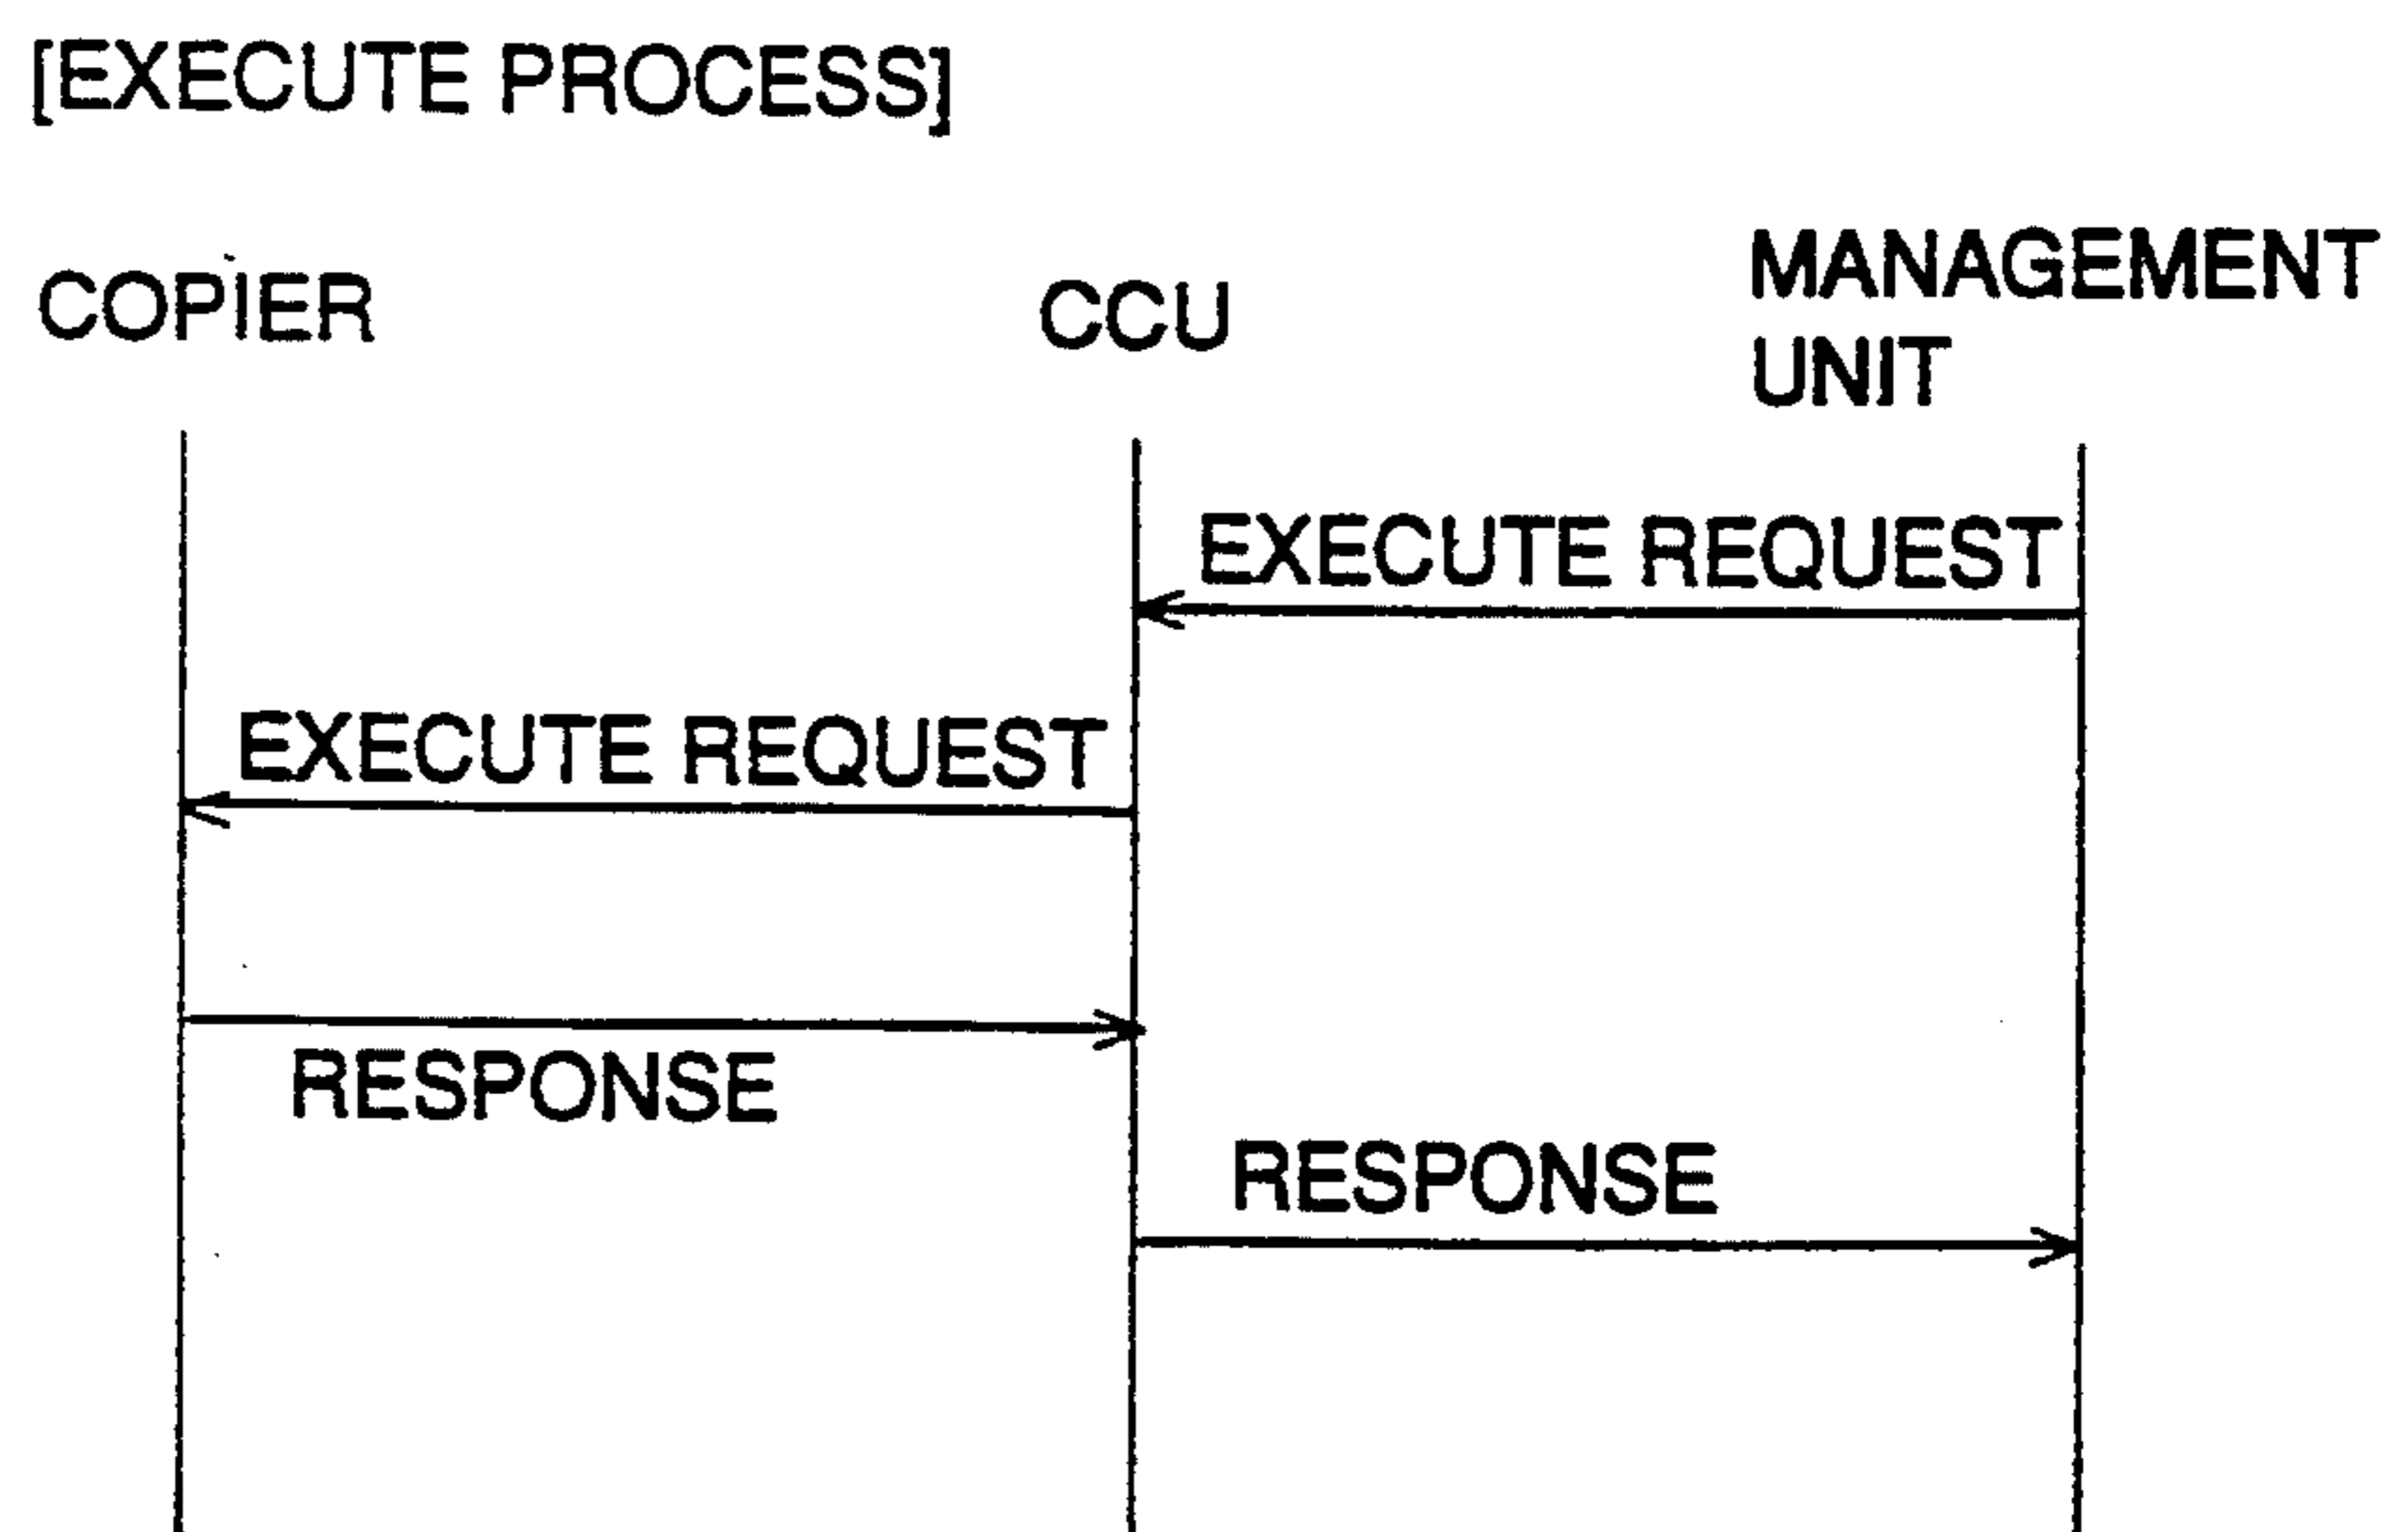 [EXECUTE PROCESS]
COPIER
CCU
MANAGEMENT
UNIT
EXECUTE REQUEST
EXECUTE REQUEST
RESPONSE
RESPONSE